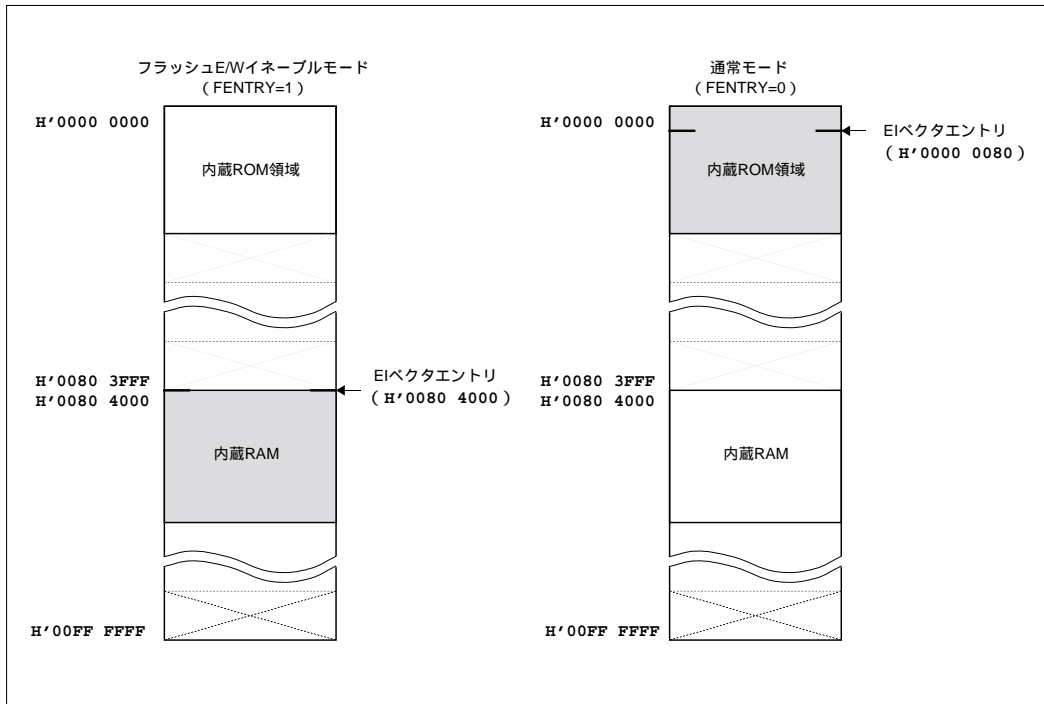 フラッシュE/Wイネーブルモード
（FENTRY=1）
H'0000 0000
内蔵ROM領域
H'0080 3FFF
H'0080 4000
EIベクタエントリ
（H'0080 4000）
内蔵RAM
H'00FF FFFF
通常モード
（FENTRY=0）
H'0000 0000
EIベクタエントリ
（H'0000 0080）
内蔵ROM領域
H'0080 3FFF
H'0080 4000
内蔵RAM
H'00FF FFFF